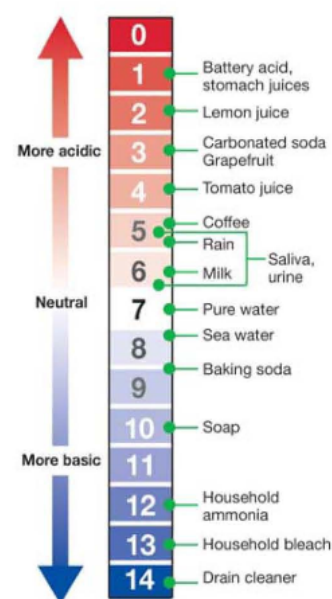 0
1
Battery acid,
stomach juices
2
Lemon juice
More acidic
3
Carbonated soda
Grapefruit
4
Tomato juice
5
Coffee
Rain
Saliva,
urine
6
Milk
Neutral
7
Pure water
Sea water
8
Baking soda
9
10
Soap
More basic
11
12
Household
ammonia
13
Household bleach
14
Drain cleaner